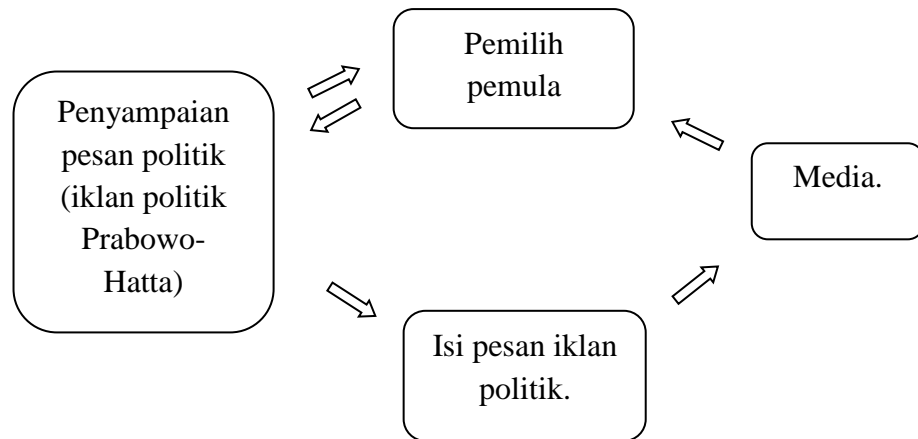 Pemilih
pemula
Penyampaian
pesan politik
(iklan politik
Prabowo-
Hatta)
Media.
Isi pesan iklan
politik.